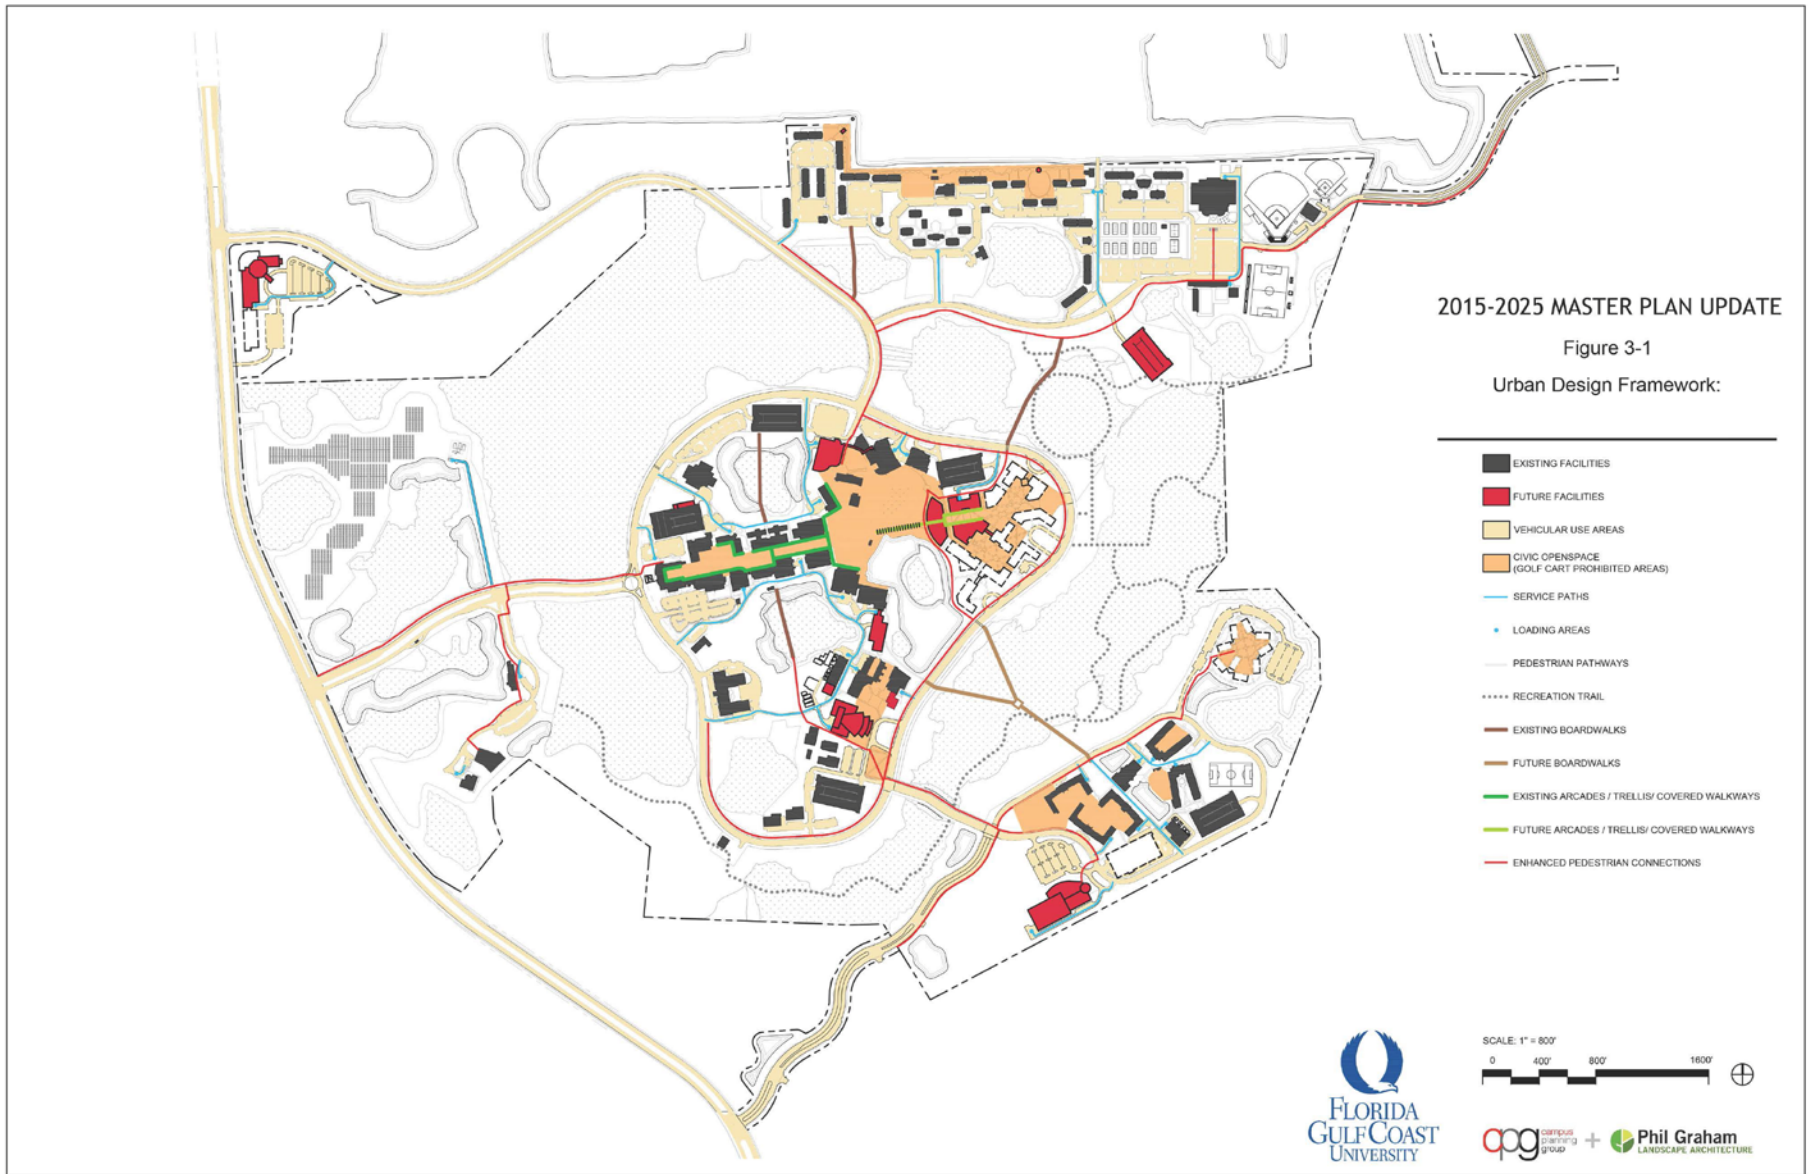 2015-2025 MASTER PLAN UPDATE
Figure 3-1
Urban Design Framework:
EXISTING FACILITIES
FUTURE FACILITIES
VEHICULAR USE AREAS
CIVIC OPENSPACE
(GOLF CART PROHIBITED AREAS)
SERVICE PATHS
LOADING AREAS
PEDESTRIAN PATHWAYS
RECREATION TRAIL
EXISTING BOARDWALKS
FUTURE BOARDWALKS
EXISTING ARCADES / TRELLIS/ COVERED WALKWAYS
FUTURE ARCADES / TRELLIS/ COVERED WALKWAYS
ENHANCED PEDESTRIAN CONNECTIONS
SCALE: 1" = 800'
0 400' 800' 1600'
FLORIDA
GULF COAST
UNIVERSITY
cpg campus
planning
group
+
Phil Graham
LANDSCAPE ARCHITECTURE